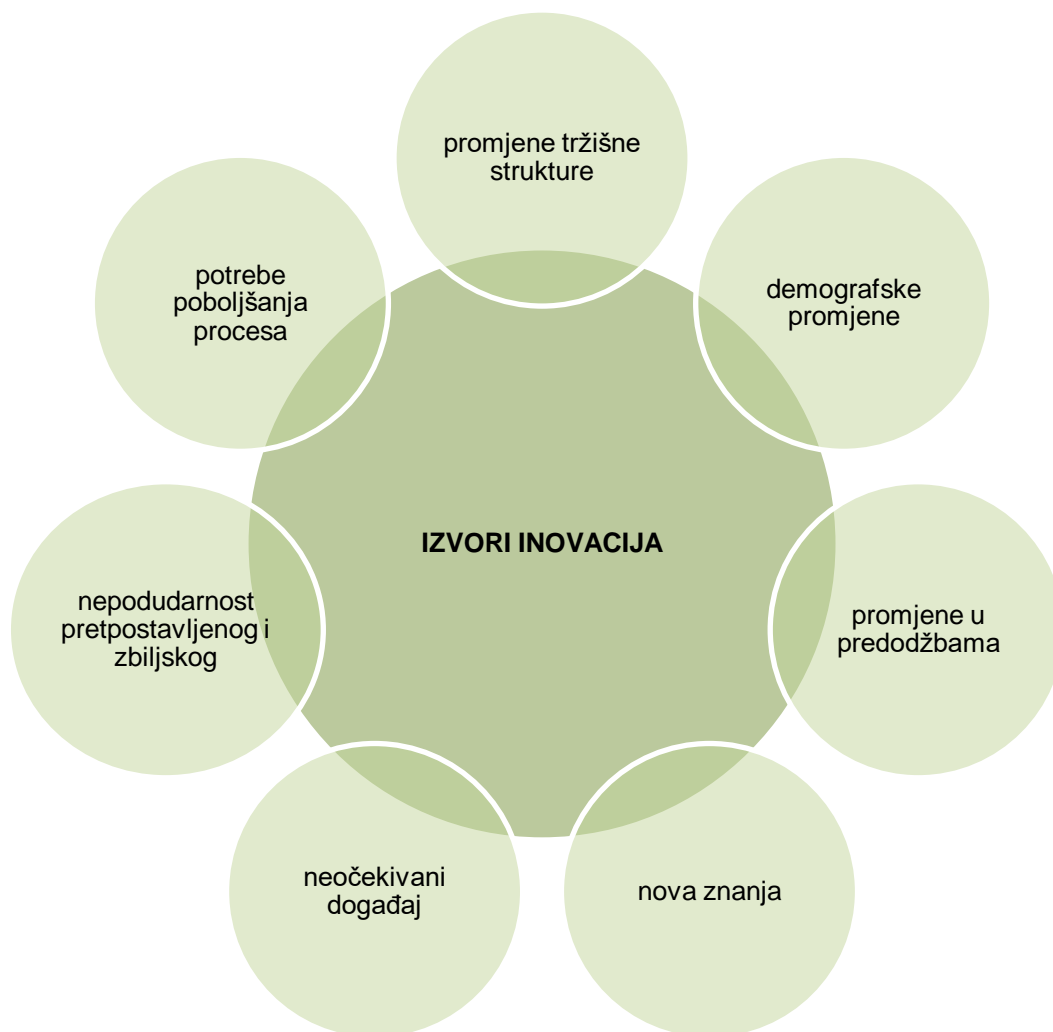 promjene tržišne
strukture
demografske
promjene
promjene u
predodžbama
nova znanja
neočekivani
događaj
nepodudarnost
pretpostavljenog i
zbiljskog
potrebe
poboljšanja
procesa
IZVORI INOVACIJA